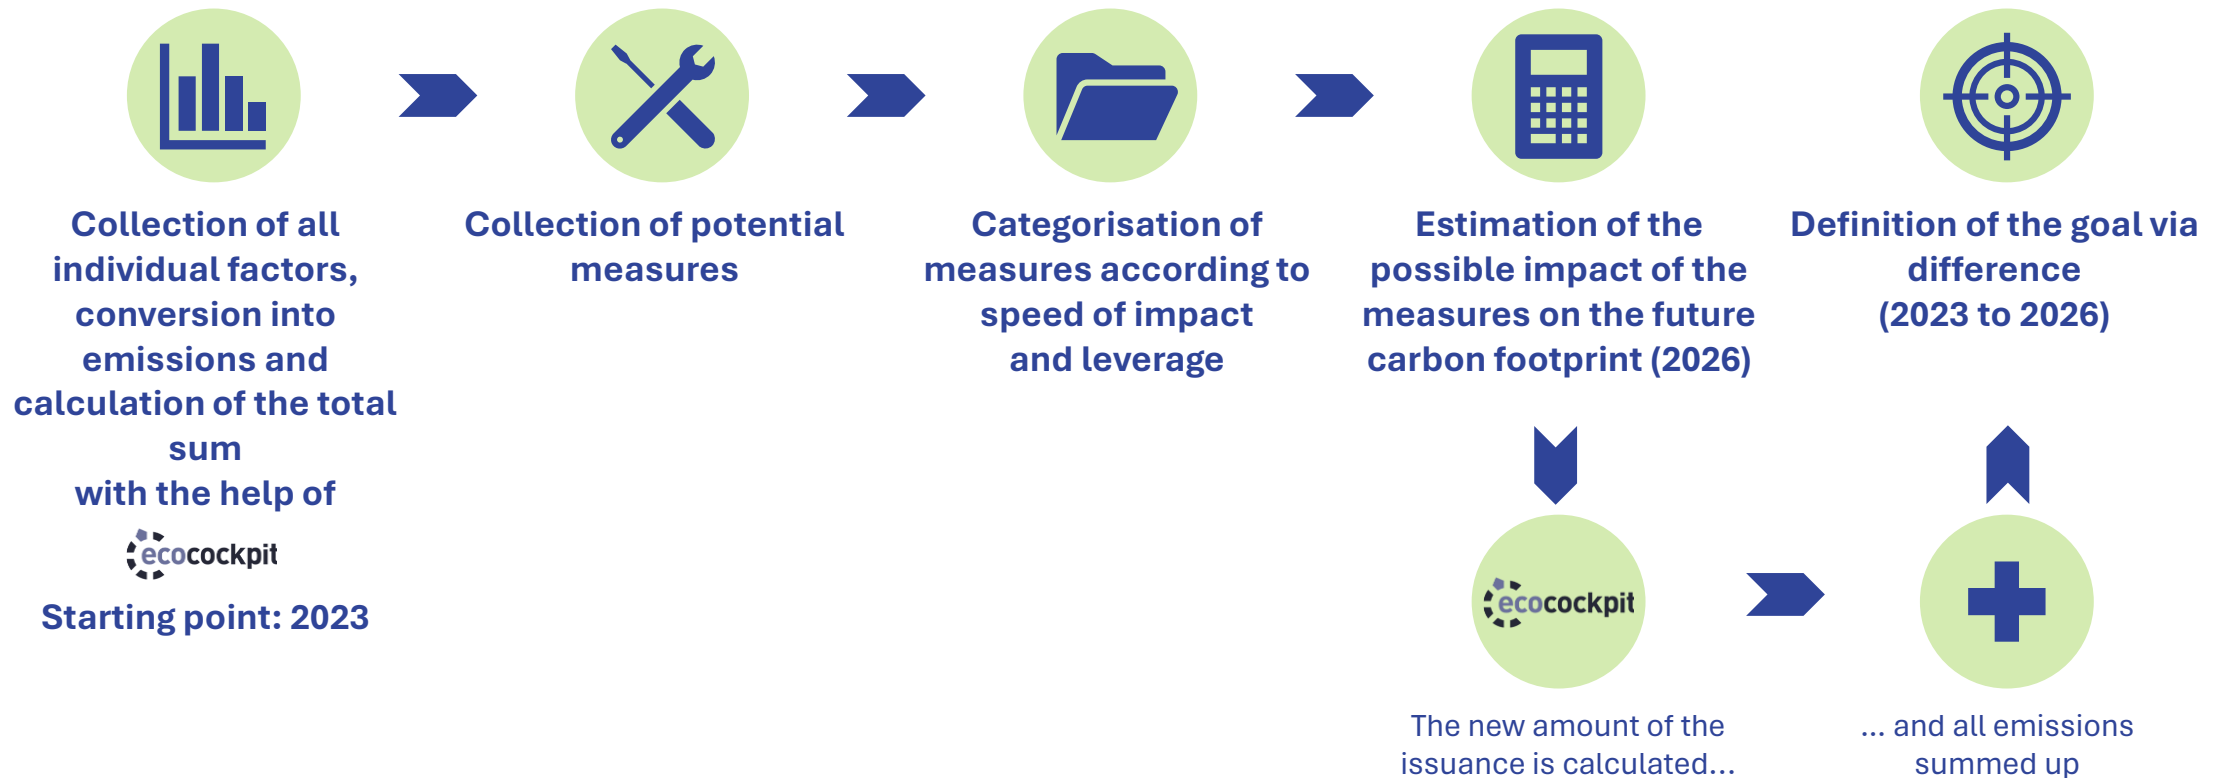 Collection of all
individual factors,
conversion into
emissions and
calculation of the total
sum
with the help of
ecocockpit
Starting point: 2023
Collection of potential
measures
Categorisation of
measures according to
speed of impact
and leverage
Estimation of the
possible impact of the
measures on the future
carbon footprint (2026)
ecocockpit
The new amount of the
issuance is calculated...
... and all emissions
summed up
Definition of the goal via
difference
(2023 to 2026)